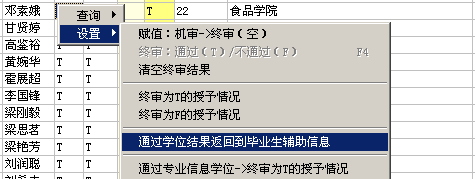 邓素娥 T 22 食品学院
甘贤婷
高鉴裕 T
黄婉华 T T
霍展超 T T
李国锋 T T
梁刚毅 T T
梁思茗 T T
梁艳芳 T T
刘润聪 T T
查询
设置
赋值：机审->终审（空）
终审：通过（T）/不通过（F） F4
清空终审结果
终审为T的授予情况
终审为F的授予情况
通过学位结果返回到毕业生辅助信息
通过专业信息学位->终审为T的授予情况